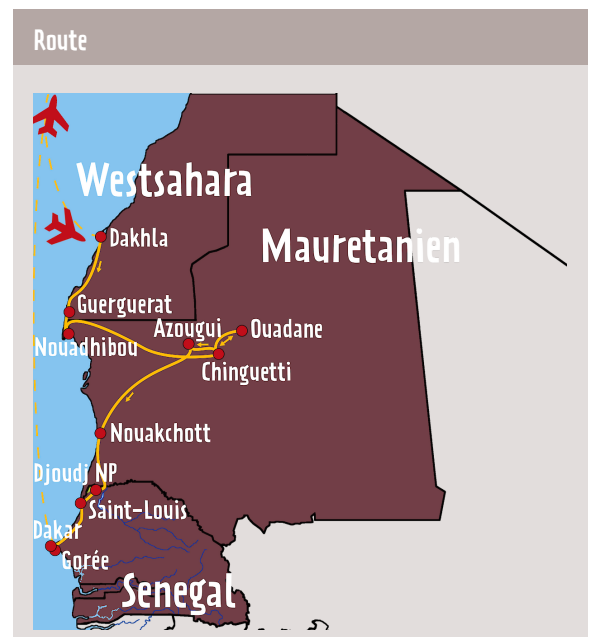 Route
Westsahara
Dakhla
Mauretanien
Guerguerat
Azougui
Ouadane
Nouadhibou
Chinguetti
Nouakchott
Djoudj NP
Saint-Louis
Dakar
Gorée
Senegal